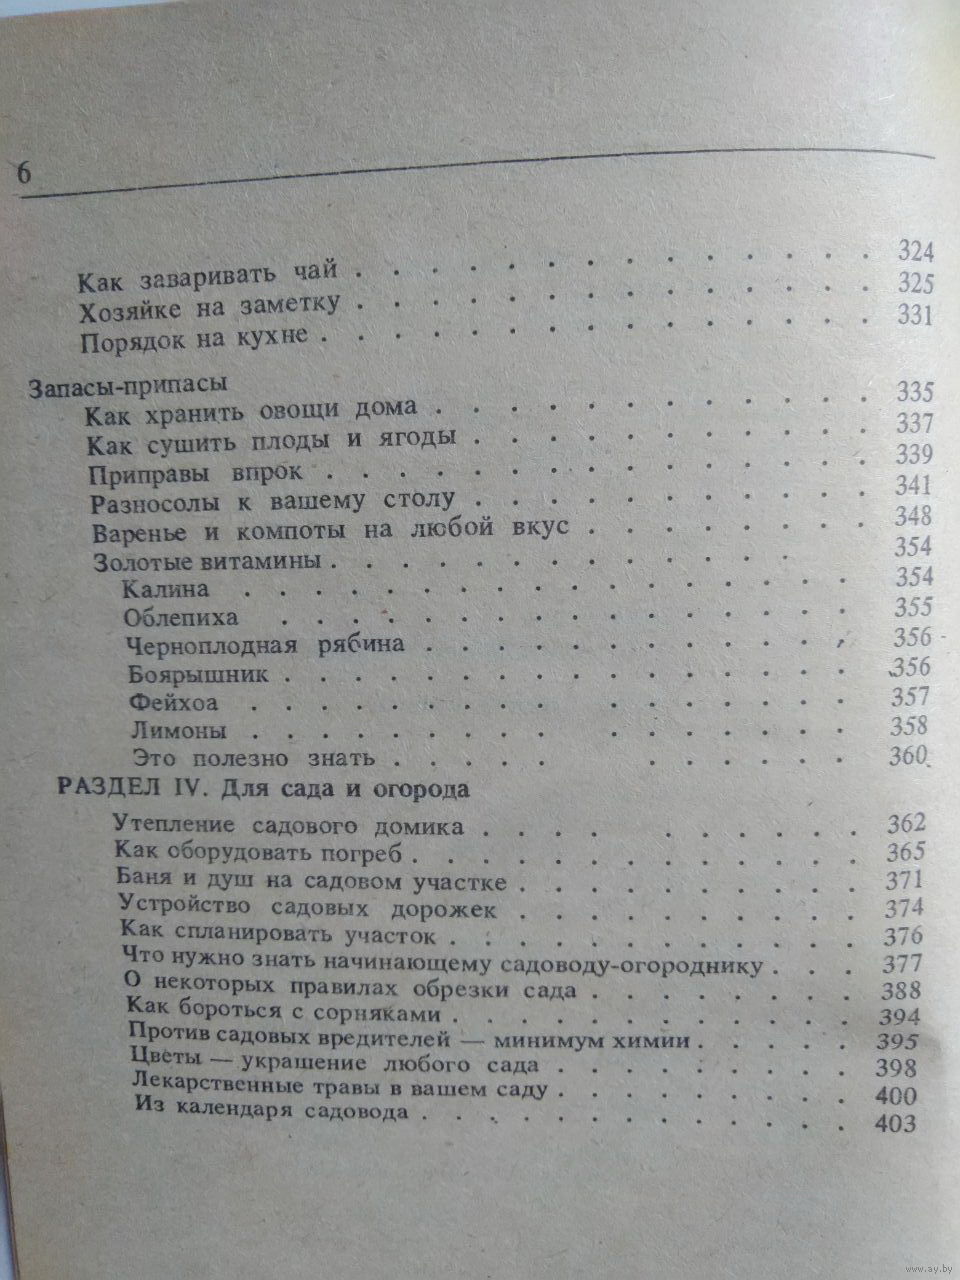 6
Как заваривать чай . . . . . . . . . . . . . . 324
Хозяйке на заметку . . . . . . . . . . . . . . 325
Порядок на кухне . . . . . . . . . . . . . . . 331
Запасы-припасы
Как хранить овощи дома . . . . . . . . . . . . 335
Как сушить плоды и ягоды . . . . . . . . . . . 337
Приправы впрок . . . . . . . . . . . . . . . 339
Разносолы к вашему столу . . . . . . . . . . . 341
Варенье и компоты на любой вкус . . . . . . . . 348
Золотые витамины . . . . . . . . . . . . . 354
Калина . . . . . . . . . . . . . . . . . 354
Облепиха . . . . . . . . . . . . . . . . 355
Черноплодная рябина . . . . . . . . . . . . 356
Боярышник . . . . . . . . . . . . . . . . 356
Фейхоа . . . . . . . . . . . . . . . . . 357
Лимоны . . . . . . . . . . . . . . . . . 358
Это полезно знать . . . . . . . . . . . . 360
РАЗДЕЛ IV. Для сада и огорода
Утепление садового домика . . . . . . . . . . 362
Как оборудовать погреб . . . . . . . . . . . . 365
Баня и душ на садовом участке . . . . . . . . . 371
Устройство садовых дорожек . . . . . . . . . . 374
Как спланировать участок . . . . . . . . . . . 376
Что нужно знать начинающему садоводу-огороднику . . . 377
О некоторых правилах обрезки сада . . . . . . . 388
Как бороться с сорняками . . . . . . . . . . . 394
Против садовых вредителей — минимум химии . . . . . 395
Цветы — украшение любого сада . . . . . . . . 398
Лекарственные травы в вашем саду . . . . . . . . 400
Из календаря садовода . . . . . . . . . . . . 403
www.ay.by